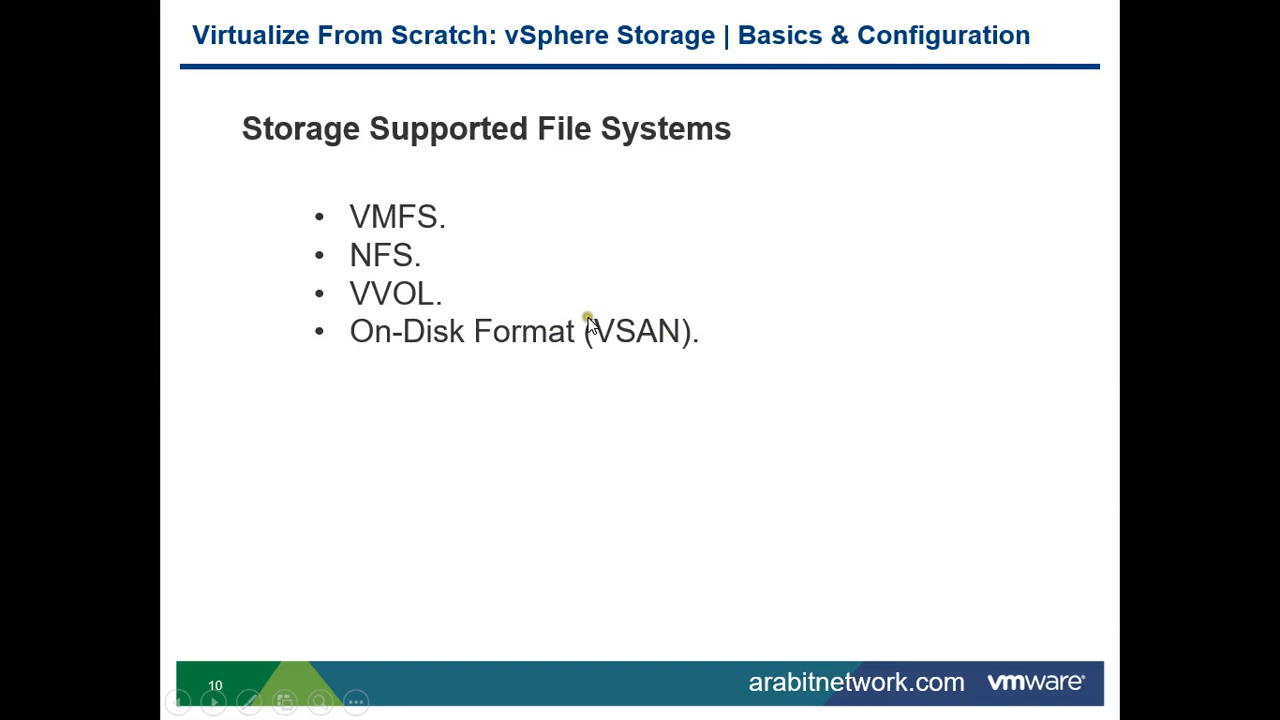 Virtualize From Scratch: vSphere Storage | Basics & Configuration
Storage Supported File Systems
• VMFS.
• NFS.
• VVOL.
• On-Disk Format (VSAN).
10
arabitnetwork.com
vmware®